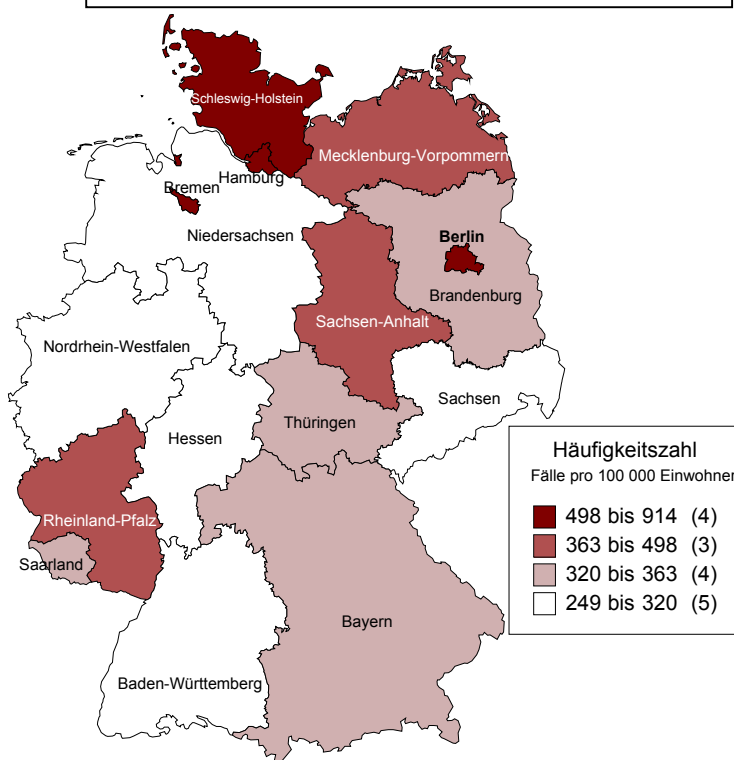 Schleswig-Holstein
Mecklenburg-Vorpommern
Hamburg
Bremen
Niedersachsen
Berlin
Brandenburg
Sachsen-Anhalt
Nordrhein-Westfalen
Sachsen
Thüringen
Hessen
Rheinland-Pfalz
Saarland
Bayern
Baden-Württemberg
Häufigkeitszahl
Fälle pro 100 000 Einwohner
498 bis 914 (4)
363 bis 498 (3)
320 bis 363 (4)
249 bis 320 (5)